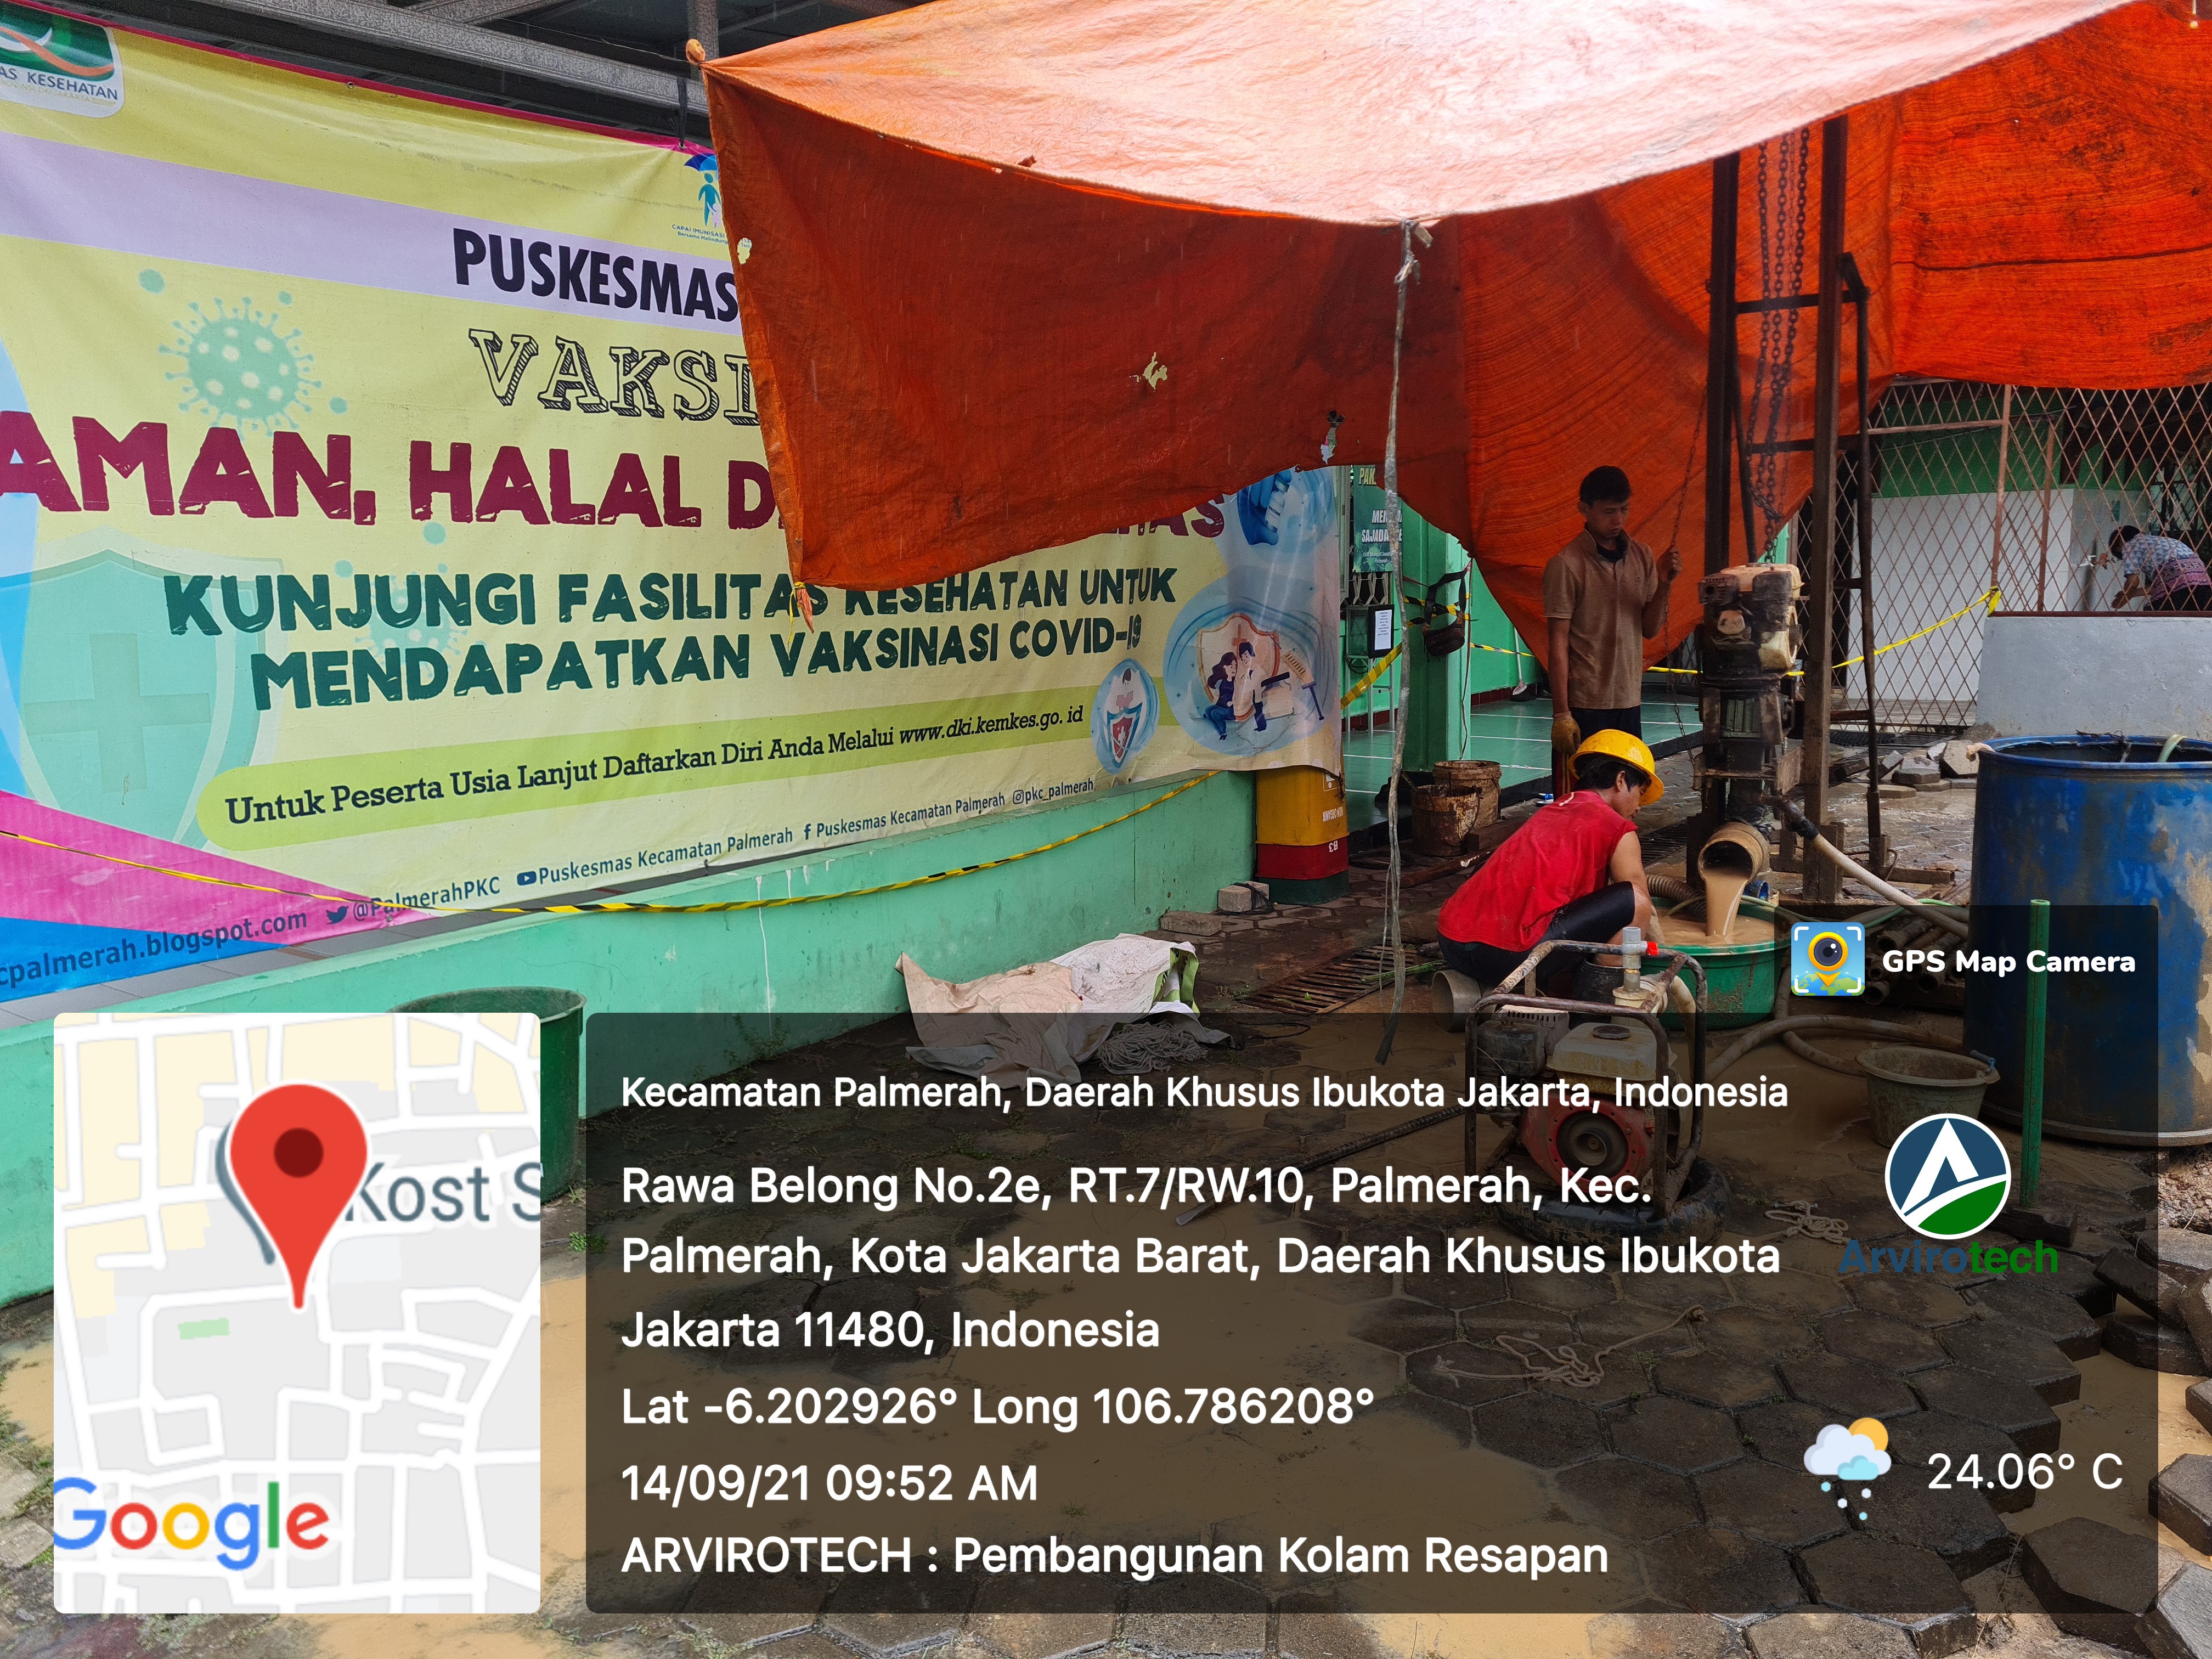 AS KESEHATAN
CAPAI IMUNISASI
PUSKESMAS
VAKSI
AMAN, HALAL D
AS
KUNJUNGI FASILITAS KESEHATAN UNTUK
MENDAPATKAN VAKSINASI COVID-19
Untuk Peserta Usia Lanjut Daftarkan Diri Anda Melalui www.dki.kemkes.go.id
cpalmerah.blogspot.com @PalmerahPKC Puskesmas Kecamatan Palmerah Puskesmas Kecamatan Palmerah pkc_palmerah
B3
GPS Map Camera
Kost S
Google
Kecamatan Palmerah, Daerah Khusus Ibukota Jakarta, Indonesia
Rawa Belong No.2e, RT.7/RW.10, Palmerah, Kec.
Palmerah, Kota Jakarta Barat, Daerah Khusus Ibukota
Jakarta 11480, Indonesia
Lat -6.202926° Long 106.786208°
14/09/21 09:52 AM
ARVIROTECH : Pembangunan Kolam Resapan
Arvirotech
24.06° C